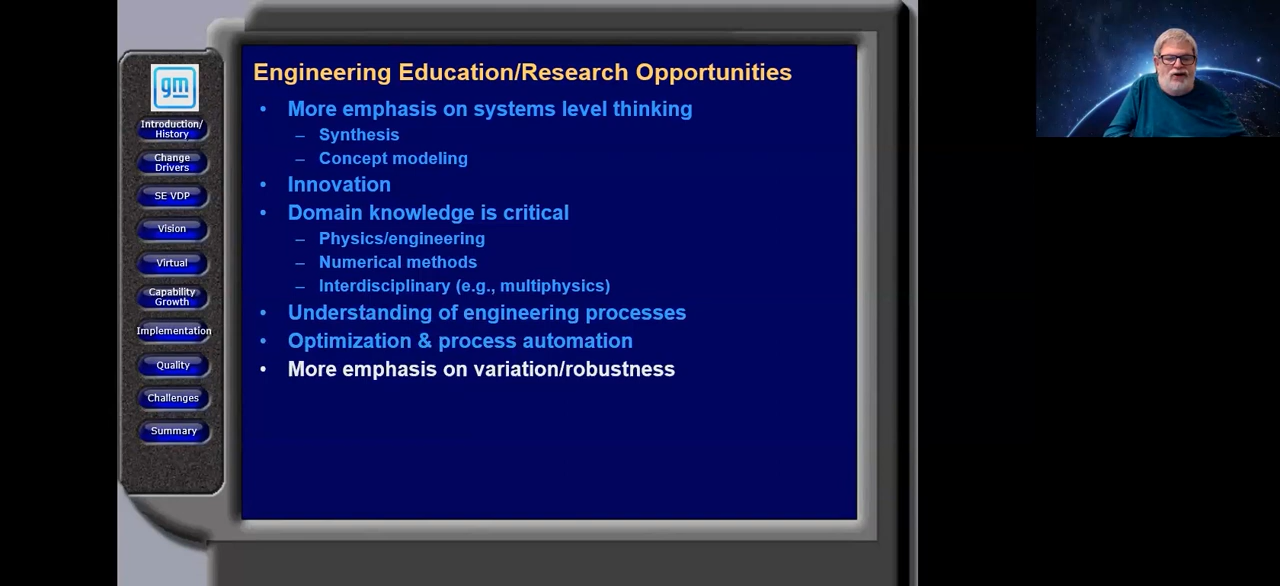 gm
Introduction/
History
Change
Drivers
SE VDP
Vision
Virtual
Capability
Growth
Implementation
Quality
Challenges
Summary
Engineering Education/Research Opportunities
• More emphasis on systems level thinking
– Synthesis
– Concept modeling
• Innovation
• Domain knowledge is critical
– Physics/engineering
– Numerical methods
– Interdisciplinary (e.g., multiphysics)
• Understanding of engineering processes
• Optimization & process automation
• More emphasis on variation/robustness